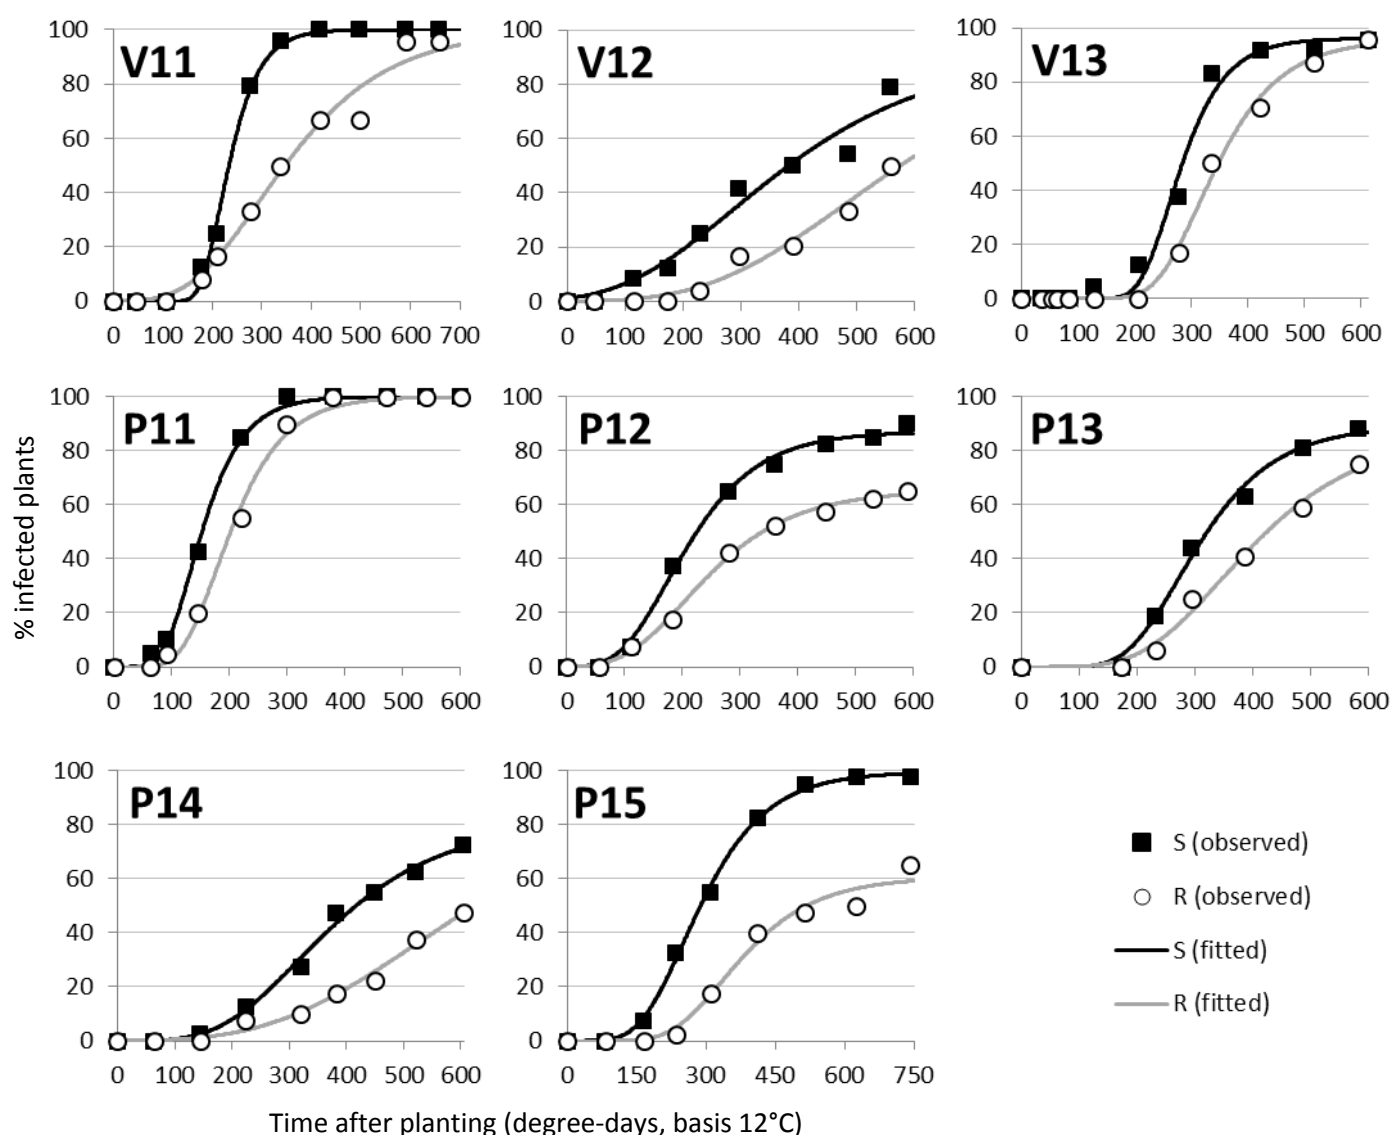 V11
100
80
60
40
20
0
0 100 200 300 400 500 600 700
V12
100
80
60
40
20
0
0 100 200 300 400 500 600
V13
100
80
60
40
20
0
0 100 200 300 400 500 600
% infected plants
P11
100
80
60
40
20
0
0 100 200 300 400 500 600
P12
100
80
60
40
20
0
0 100 200 300 400 500 600
P13
100
80
60
40
20
0
0 100 200 300 400 500 600
P14
100
80
60
40
20
0
0 100 200 300 400 500 600
P15
100
80
60
40
20
0
0 150 300 450 600 750
S (observed)
R (observed)
S (fitted)
R (fitted)
Time after planting (degree-days, basis 12°C)